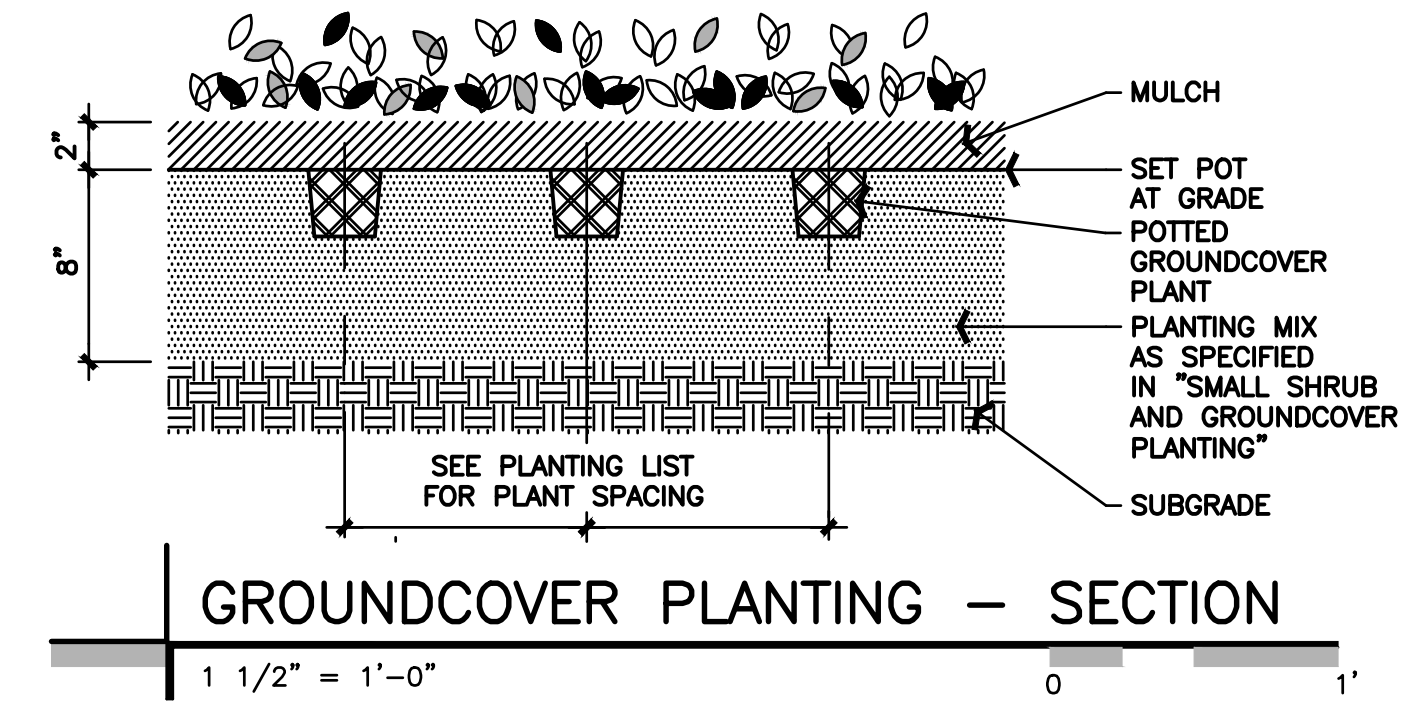 MULCH
2"
SET POT
AT GRADE
POTTED
GROUNDCOVER
PLANT
8"
PLANTING MIX
AS SPECIFIED
IN "SMALL SHRUB
AND GROUNDCOVER
PLANTING"
SEE PLANTING LIST
FOR PLANT SPACING
SUBGRADE
GROUNDCOVER PLANTING - SECTION
1 1/2" = 1'-0"
0 1'